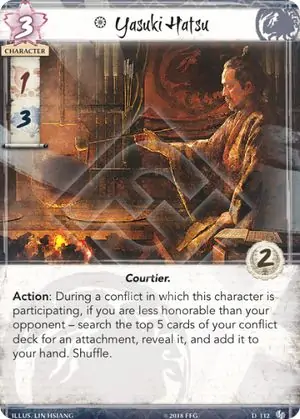 3
Yasuki Hatsu
CHARACTER
1
3
2
Courtier.
Action: During a conflict in which this character is
participating, if you are less honorable than your
opponent – search the top 5 cards of your conflict
deck for an attachment, reveal it, and add it to
your hand. Shuffle.
ILLUS. LIN HSIANG ©2018 FFG D 112